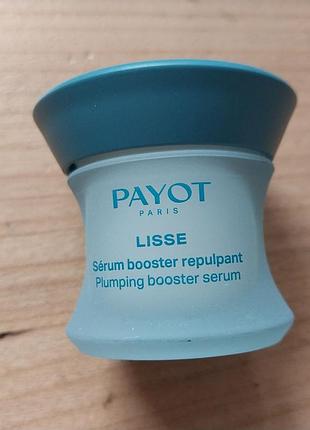 PAYOT
PARIS
LISSE
Sérum booster repulpant
Plumping booster serum